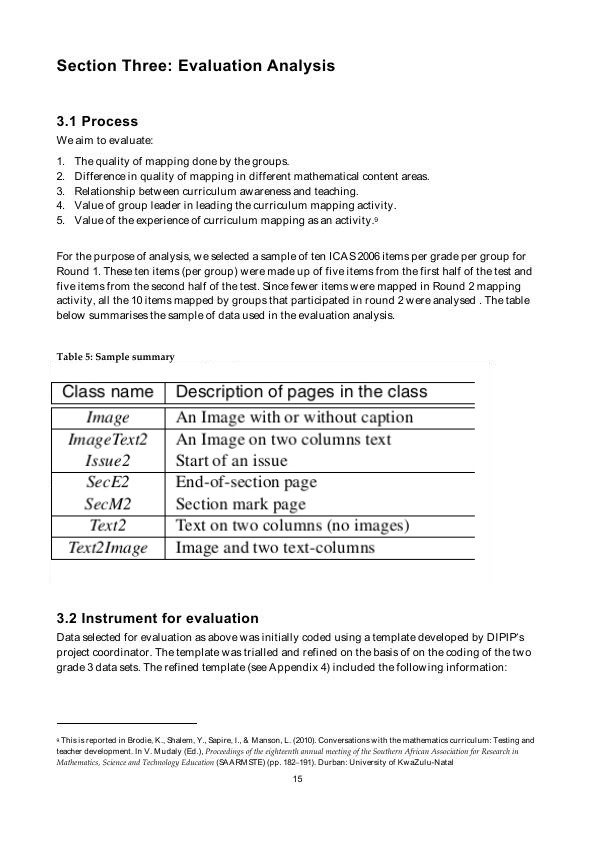 Section Three: Evaluation Analysis
3.1 Process
We aim to evaluate:
1. The quality of mapping done by the groups.
2. Difference in quality of mapping in different mathematical content areas.
3. Relationship between curriculum awareness and teaching.
4. Value of group leader in leading the curriculum mapping activity.
5. Value of the experience of curriculum mapping as an activity.9
For the purpose of analysis, we selected a sample of ten ICAS 2006 items per grade per group for
Round 1. These ten items (per group) were made up of five items from the first half of the test and
five items from the second half of the test. Since fewer items were mapped in Round 2 mapping
activity, all the 10 items mapped by groups that participated in round 2 were analysed . The table
below summarises the sample of data used in the evaluation analysis.
Table 5: Sample summary
Class name Description of pages in the class
Image An Image with or without caption
ImageText2 An Image on two columns text
Issue2 Start of an issue
SecE2 End-of-section page
SecM2 Section mark page
Text2 Text on two columns (no images)
Text2Image Image and two text-columns
3.2 Instrument for evaluation
Data selected for evaluation as above was initially coded using a template developed by DIPIP's
project coordinator. The template was trialled and refined on the basis of on the coding of the two
grade 3 data sets. The refined template (see Appendix 4) included the following information:
9 This is reported in Brodie, K., Shalem, Y., Sapire, I., & Manson, L. (2010). Conversations with the mathematics curriculum: Testing and
teacher development. In V. Mudaly (Ed.), Proceedings of the eighteenth annual meeting of the Southern African Association for Research in
Mathematics, Science and Technology Education (SAARMSTE) (pp. 182–191). Durban: University of KwaZulu-Natal
15